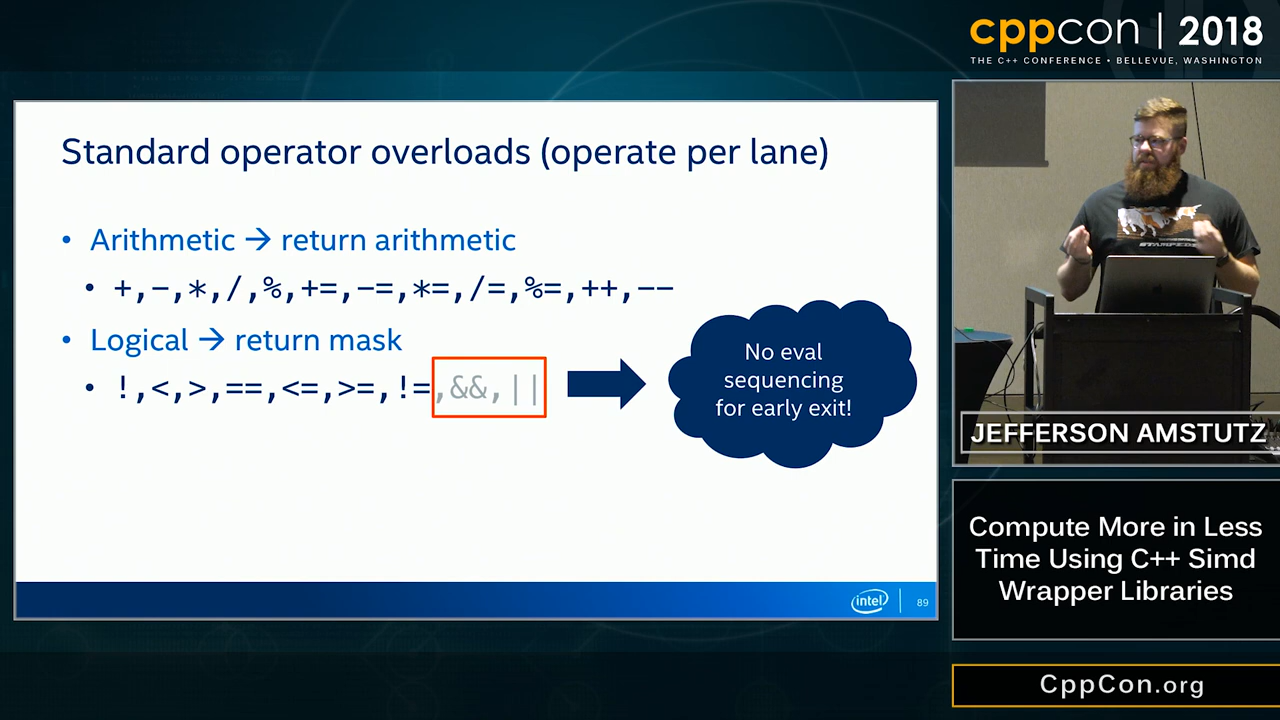 cppcon | 2018
THE C++ CONFERENCE • BELLEVUE, WASHINGTON
Standard operator overloads (operate per lane)
• Arithmetic → return arithmetic
• +,-,*,/,%,+=,-=,*=,/=,%=,++,--
• Logical → return mask
• !,<,>,==,<=,>=,!=,&&,||
No eval
sequencing
for early exit!
intel
89
STAMPEDE
JEFFERSON AMSTUTZ
Compute More in Less
Time Using C++ Simd
Wrapper Libraries
CppCon.org